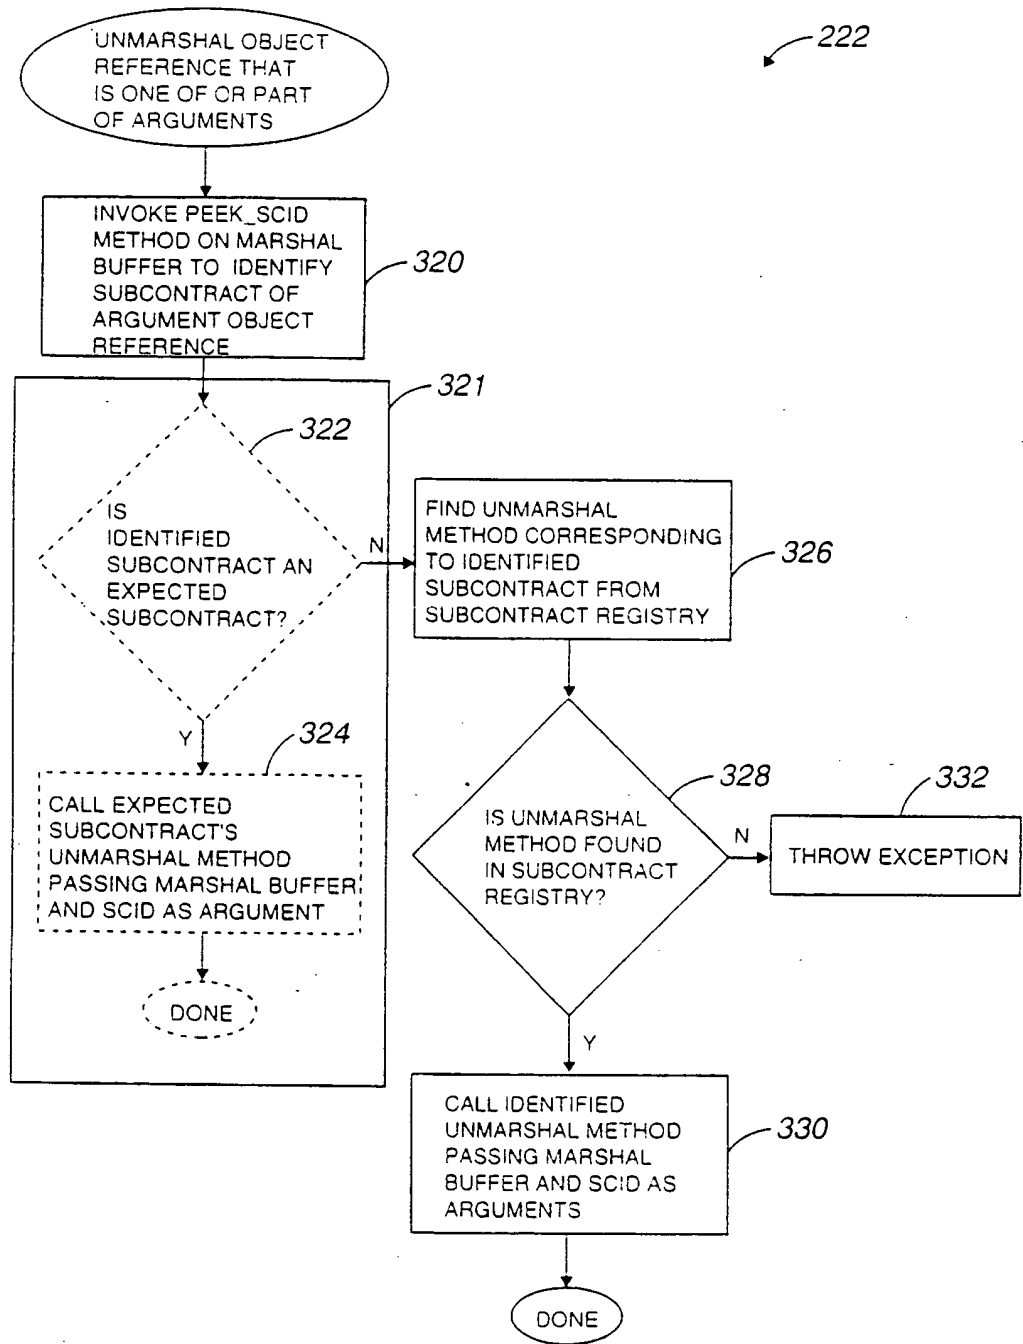 UNMARSHAL OBJECT
REFERENCE THAT
IS ONE OF OR PART
OF ARGUMENTS
222
INVOKE PEEK_SCID
METHOD ON MARSHAL
BUFFER TO IDENTIFY
SUBCONTRACT OF
ARGUMENT OBJECT
REFERENCE
320
321
322
IS
IDENTIFIED
SUBCONTRACT AN
EXPECTED
SUBCONTRACT?
N
FIND UNMARSHAL
METHOD CORRESPONDING
TO IDENTIFIED
SUBCONTRACT FROM
SUBCONTRACT REGISTRY
326
Y
324
CALL EXPECTED
SUBCONTRACT'S
UNMARSHAL METHOD
PASSING MARSHAL BUFFER
AND SCID AS ARGUMENT
DONE
328
IS UNMARSHAL
METHOD FOUND
IN SUBCONTRACT
REGISTRY?
N
332
THROW EXCEPTION
Y
CALL IDENTIFIED
UNMARSHAL METHOD
PASSING MARSHAL
BUFFER AND SCID AS
ARGUMENTS
330
DONE